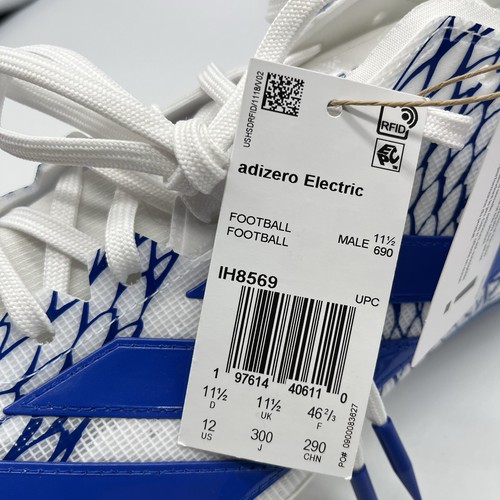 USHSDRFID/1118/V02
RFID
EPC
adizero Electric
FOOTBALL
FOOTBALL
MALE 11½
690
IH8569
UPC
1 97614 40611 0
11½ 11½ 46²/₃
D UK F
12 300 290
US J CHN
PO# 0900083627